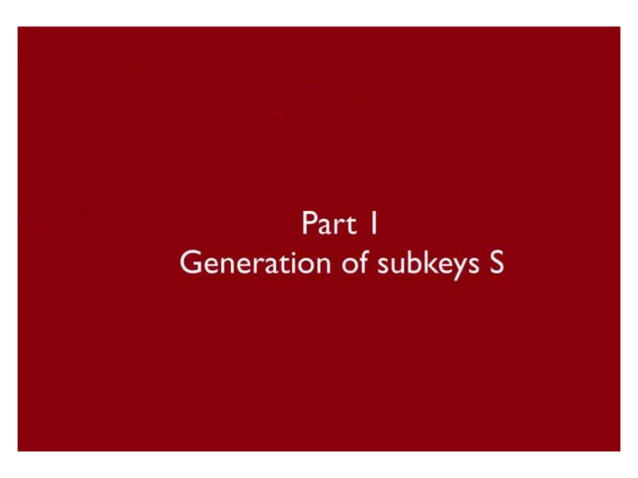 Part 1
Generation of subkeys S